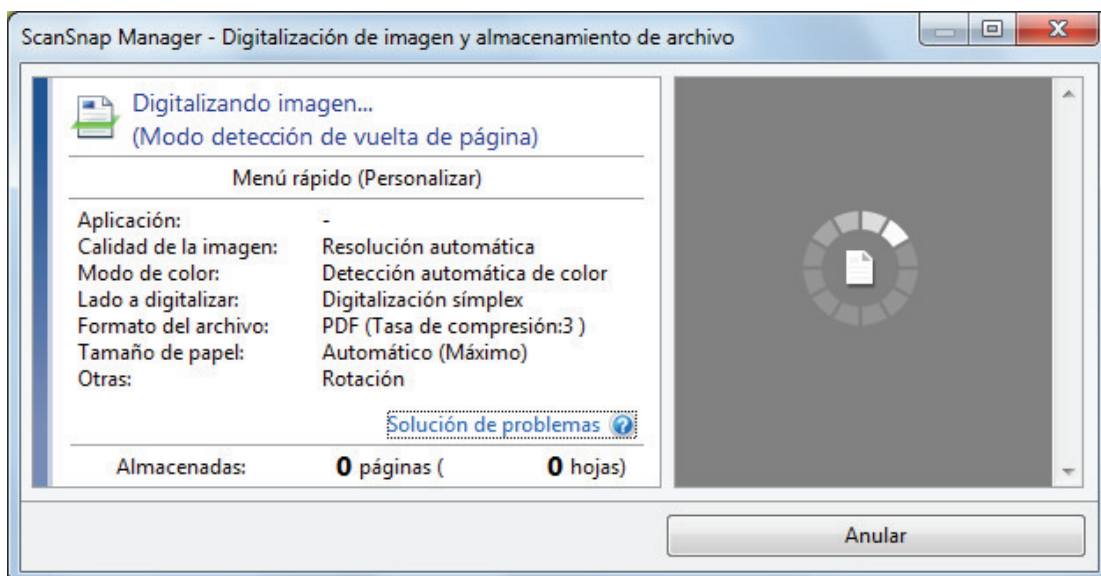 ScanSnap Manager - Digitalización de imagen y almacenamiento de archivo
Digitalizando imagen...
(Modo detección de vuelta de página)
Menú rápido (Personalizar)
Aplicación: -
Calidad de la imagen: Resolución automática
Modo de color: Detección automática de color
Lado a digitalizar: Digitalización símplex
Formato del archivo: PDF (Tasa de compresión:3 )
Tamaño de papel: Automático (Máximo)
Otras: Rotación
Solución de problemas
Almacenadas: 0 páginas ( 0 hojas)
Anular